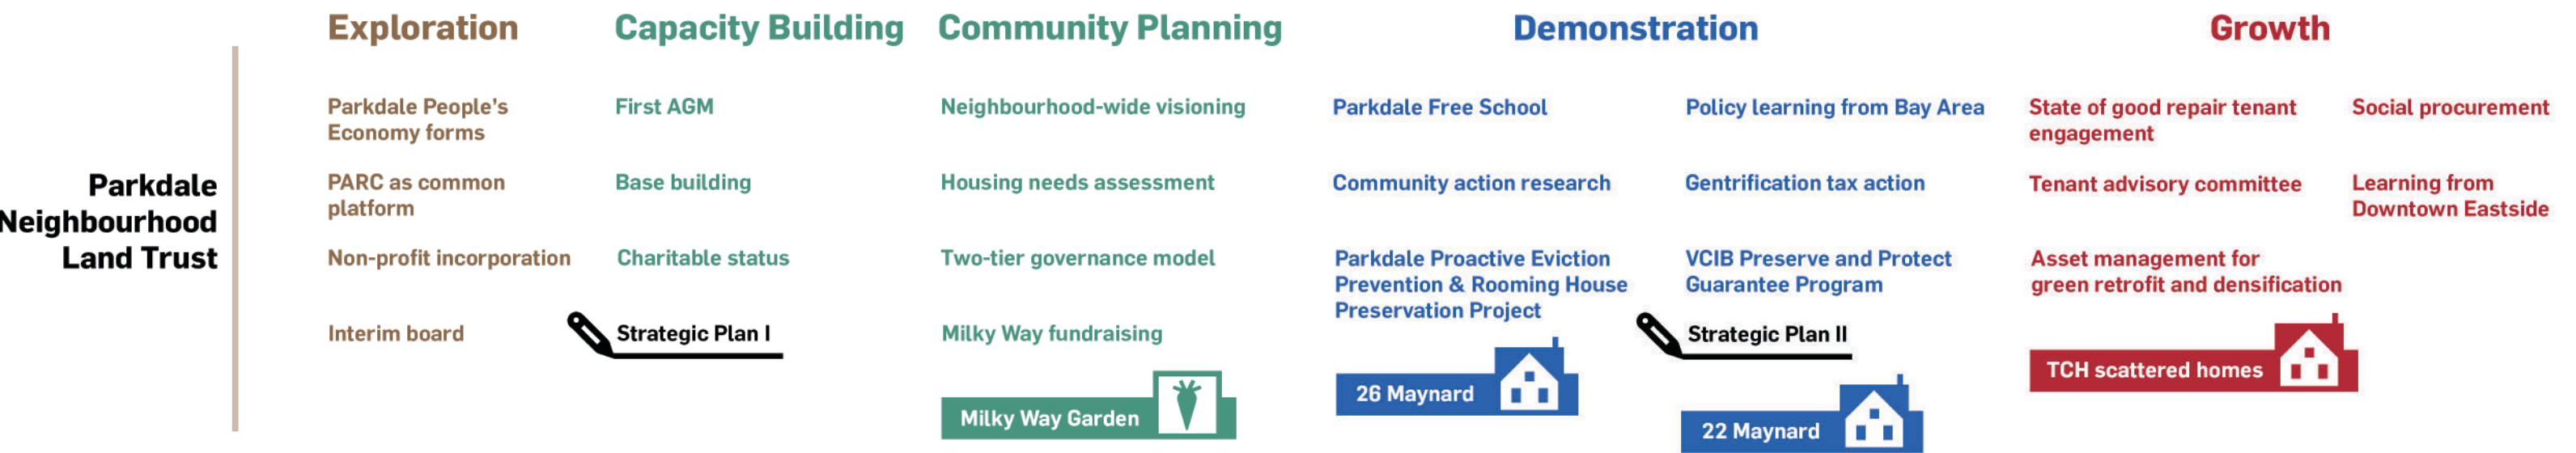 Parkdale
Neighbourhood
Land Trust
Exploration
Parkdale People's
Economy forms
PARC as common
platform
Non-profit incorporation
Interim board
Capacity Building
First AGM
Base building
Charitable status
Strategic Plan I
Community Planning
Neighbourhood-wide visioning
Housing needs assessment
Two-tier governance model
Milky Way fundraising
Milky Way Garden
Demonstration
Parkdale Free School
Community action research
Parkdale Proactive Eviction
Prevention & Rooming House
Preservation Project
26 Maynard
Policy learning from Bay Area
Gentrification tax action
VCIB Preserve and Protect
Guarantee Program
Strategic Plan II
22 Maynard
Growth
State of good repair tenant
engagement
Tenant advisory committee
Asset management for
green retrofit and densification
TCH scattered homes
Social procurement
Learning from
Downtown Eastside